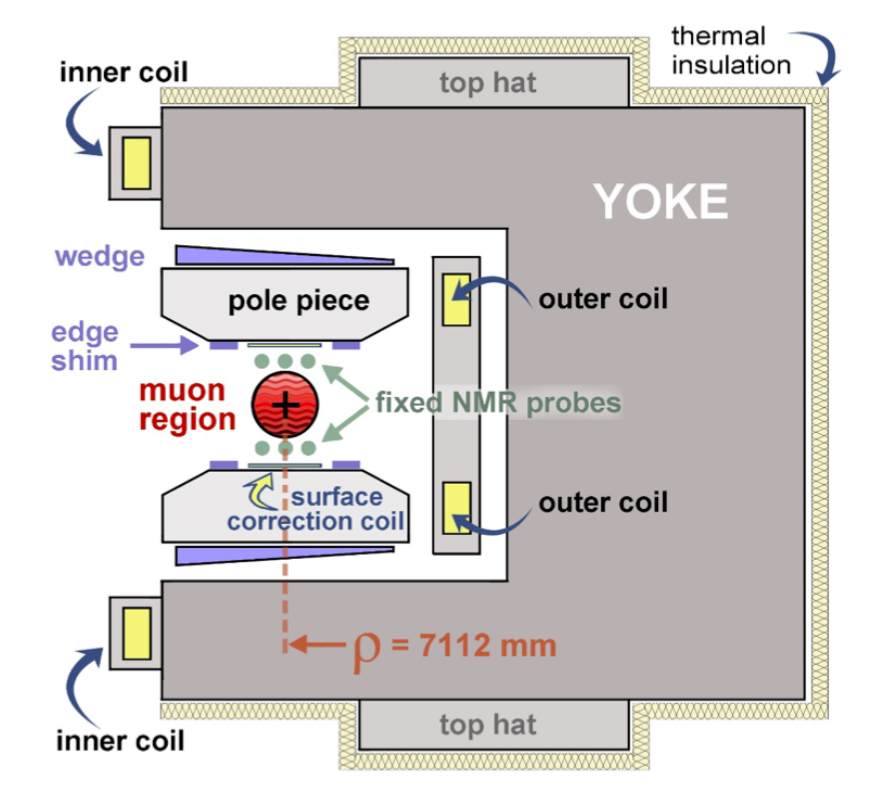 thermal
insulation
inner coil
top hat
YOKE
wedge
pole piece
outer coil
edge
shim
muon
region
+
fixed NMR probes
surface
correction coil
outer coil
ρ = 7112 mm
top hat
inner coil